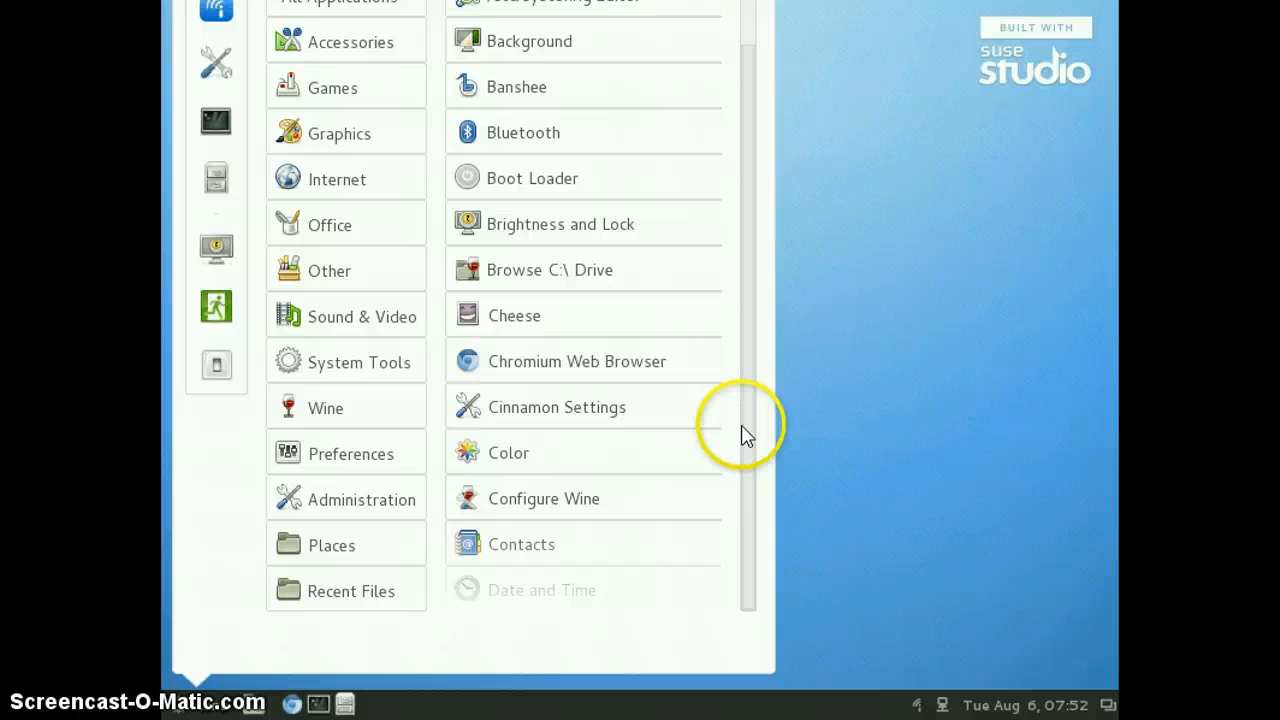 All Applications
Accessories
Games
Graphics
Internet
Office
Other
Sound & Video
System Tools
Wine
Preferences
Administration
Places
Recent Files
Background
Banshee
Bluetooth
Boot Loader
Brightness and Lock
Browse C:\ Drive
Cheese
Chromium Web Browser
Cinnamon Settings
Color
Configure Wine
Contacts
Date and Time
BUILT WITH
suse
studio
Screencast-O-Matic.com
Tue Aug 6, 07:52